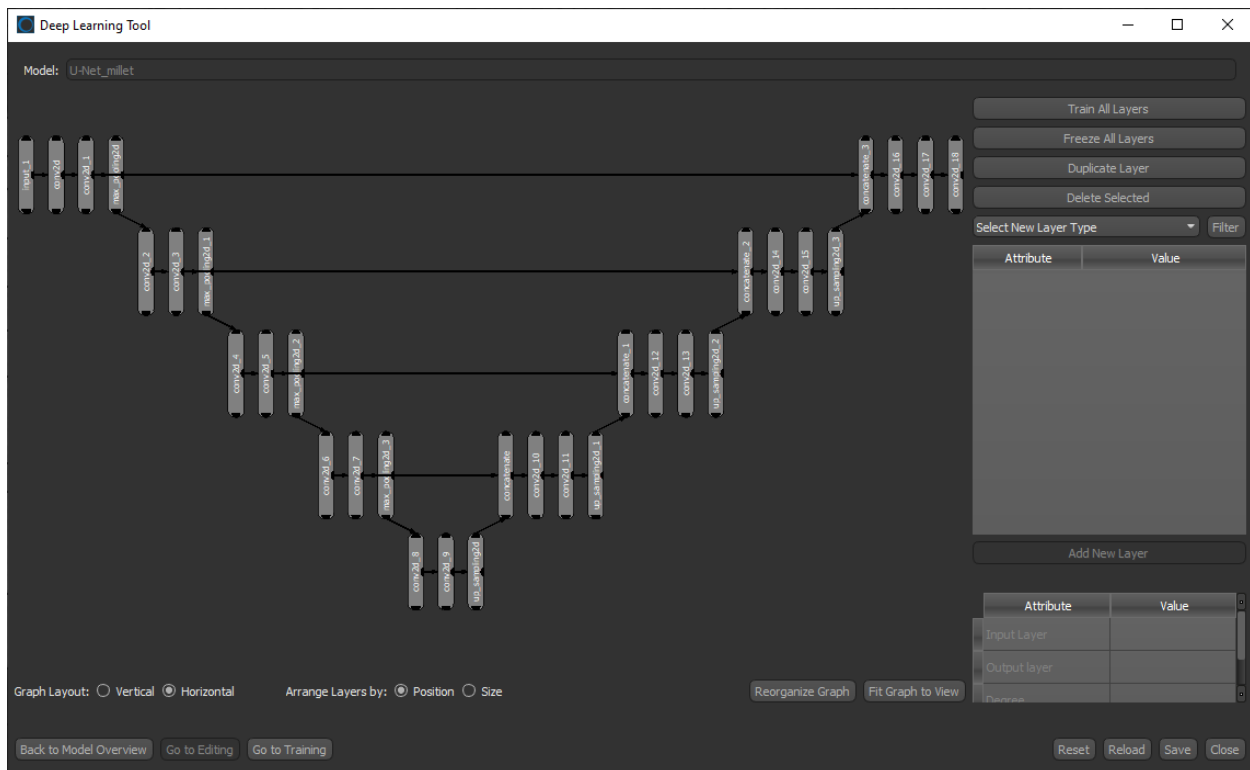 Deep Learning Tool
Model: U-Net_millet
Train All Layers
Freeze All Layers
Duplicate Layer
Delete Selected
Select New Layer Type Filter
Attribute Value
input_1
conv2d
conv2d_1
max_pooling2d
concatenate_3
conv2d_16
conv2d_17
conv2d_18
conv2d_2
conv2d_3
max_pooling2d_1
concatenate_2
conv2d_14
conv2d_15
up_sampling2d_3
conv2d_4
conv2d_5
max_pooling2d_2
concatenate_1
conv2d_12
conv2d_13
up_sampling2d_2
conv2d_6
conv2d_7
max_pooling2d_3
concatenate
conv2d_10
conv2d_11
up_sampling2d_1
conv2d_8
conv2d_9
up_sampling2d
Add New Layer
Attribute Value
Input Layer
Output layer
Degree
Graph Layout: Vertical Horizontal Arrange Layers by: Position Size Reorganize Graph Fit Graph to View
Back to Model Overview Go to Editing Go to Training Reset Reload Save Close